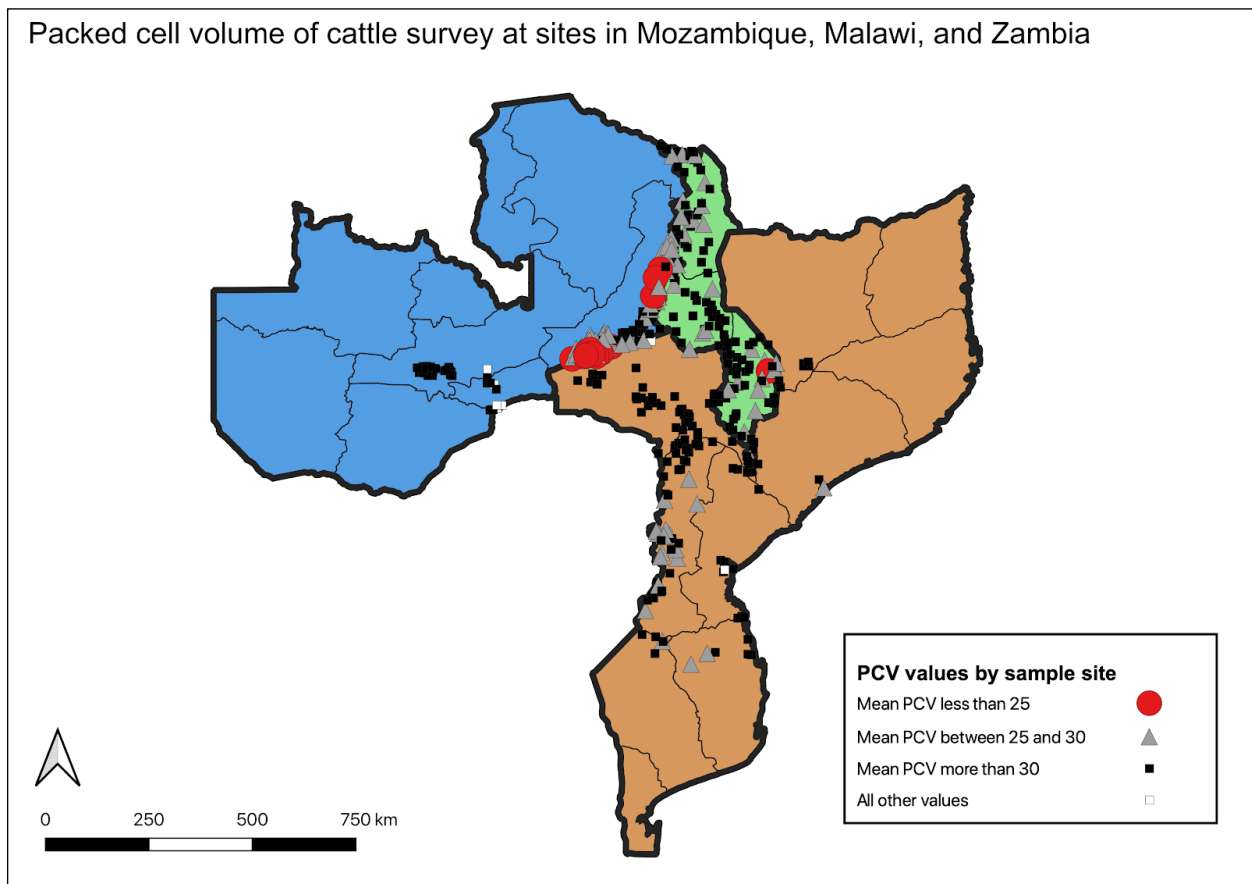 Packed cell volume of cattle survey at sites in Mozambique, Malawi, and Zambia
PCV values by sample site
Mean PCV less than 25
Mean PCV between 25 and 30
Mean PCV more than 30
All other values
0 250 500 750 km